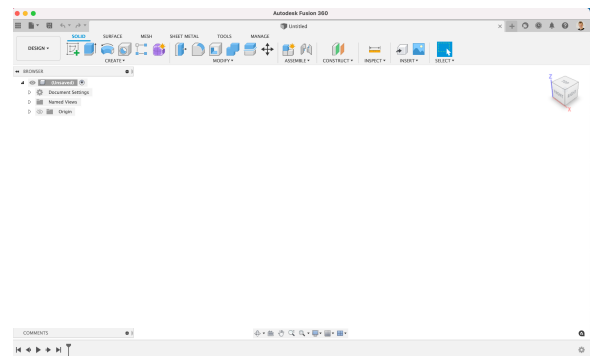 Autodesk Fusion 360
Untitled
SOLID SURFACE MESH SHEET METAL TOOLS MANAGE
DESIGN
CREATE MODIFY ASSEMBLE CONSTRUCT INSPECT INSERT SELECT
BROWSER
(Unsaved)
Document Settings
Named Views
Origin
Z
X
COMMENTS